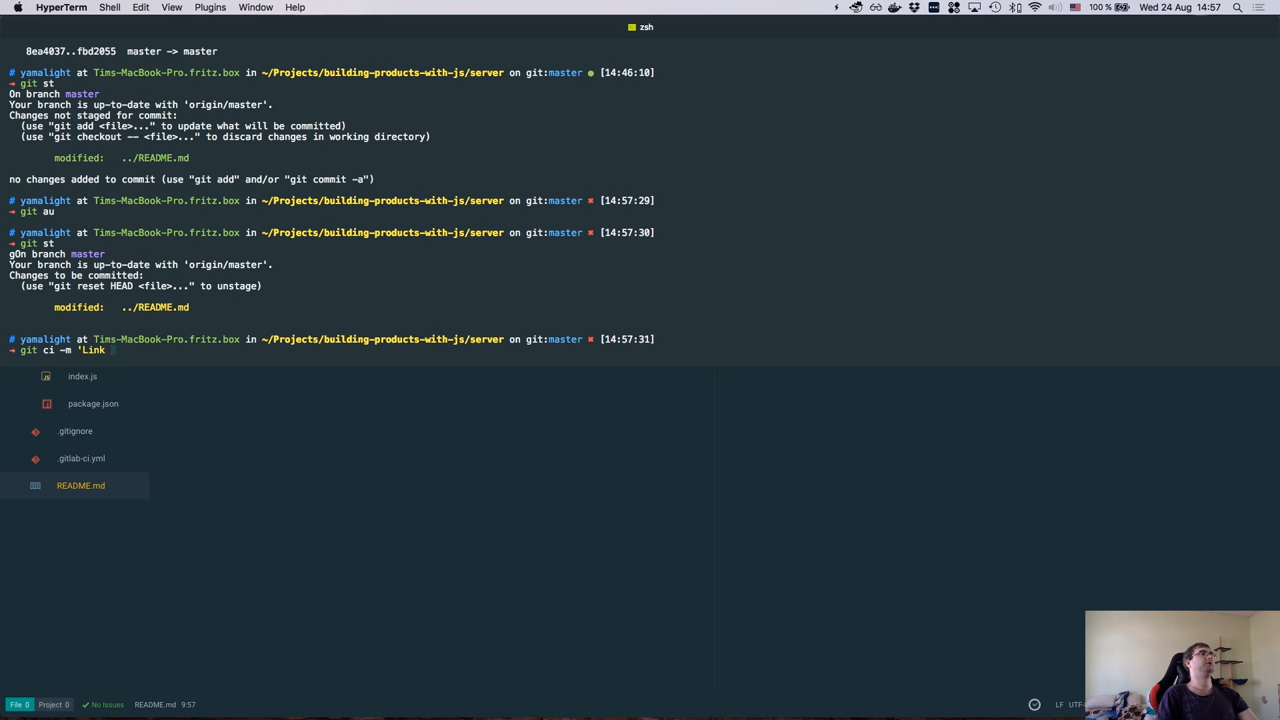 HyperTerm Shell Edit View Plugins Window Help
100 % Wed 24 Aug 14:57
zsh
8ea4037..fbd2055 master -> master
# yamalight at Tims-MacBook-Pro.fritz.box in ~/Projects/building-products-with-js/server on git:master ● [14:46:10]
→ git st
On branch master
Your branch is up-to-date with 'origin/master'.
Changes not staged for commit:
(use "git add <file>..." to update what will be committed)
(use "git checkout -- <file>..." to discard changes in working directory)
modified: ../README.md
no changes added to commit (use "git add" and/or "git commit -a")
# yamalight at Tims-MacBook-Pro.fritz.box in ~/Projects/building-products-with-js/server on git:master ✖ [14:57:29]
→ git au
# yamalight at Tims-MacBook-Pro.fritz.box in ~/Projects/building-products-with-js/server on git:master ✖ [14:57:30]
→ git st
gOn branch master
Your branch is up-to-date with 'origin/master'.
Changes to be committed:
(use "git reset HEAD <file>..." to unstage)
modified: ../README.md
# yamalight at Tims-MacBook-Pro.fritz.box in ~/Projects/building-products-with-js/server on git:master ✖ [14:57:31]
→ git ci -m 'Link
index.js
package.json
.gitignore
.gitlab-ci.yml
README.md
File 0 Project 0 ✓ No Issues README.md 9:57
LF UTF-